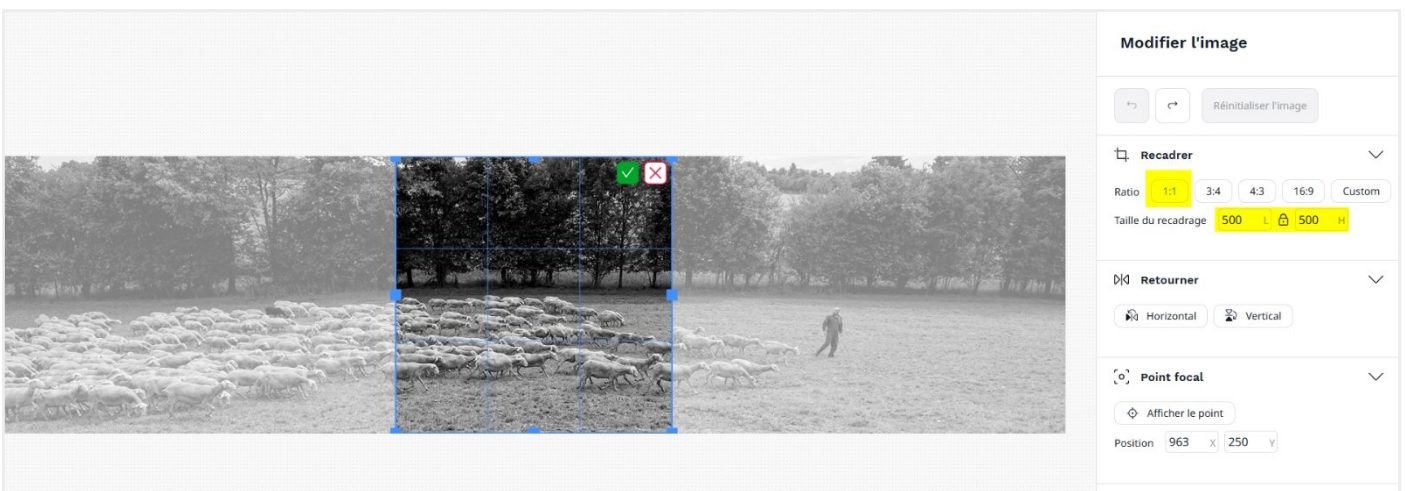 Modifier l'image
Réinitialiser l'image
Recadrer
Ratio 1:1 3:4 4:3 16:9 Custom
Taille du recadrage 500 L 500 H
Retourner
Horizontal Vertical
Point focal
Afficher le point
Position 963 X 250 Y